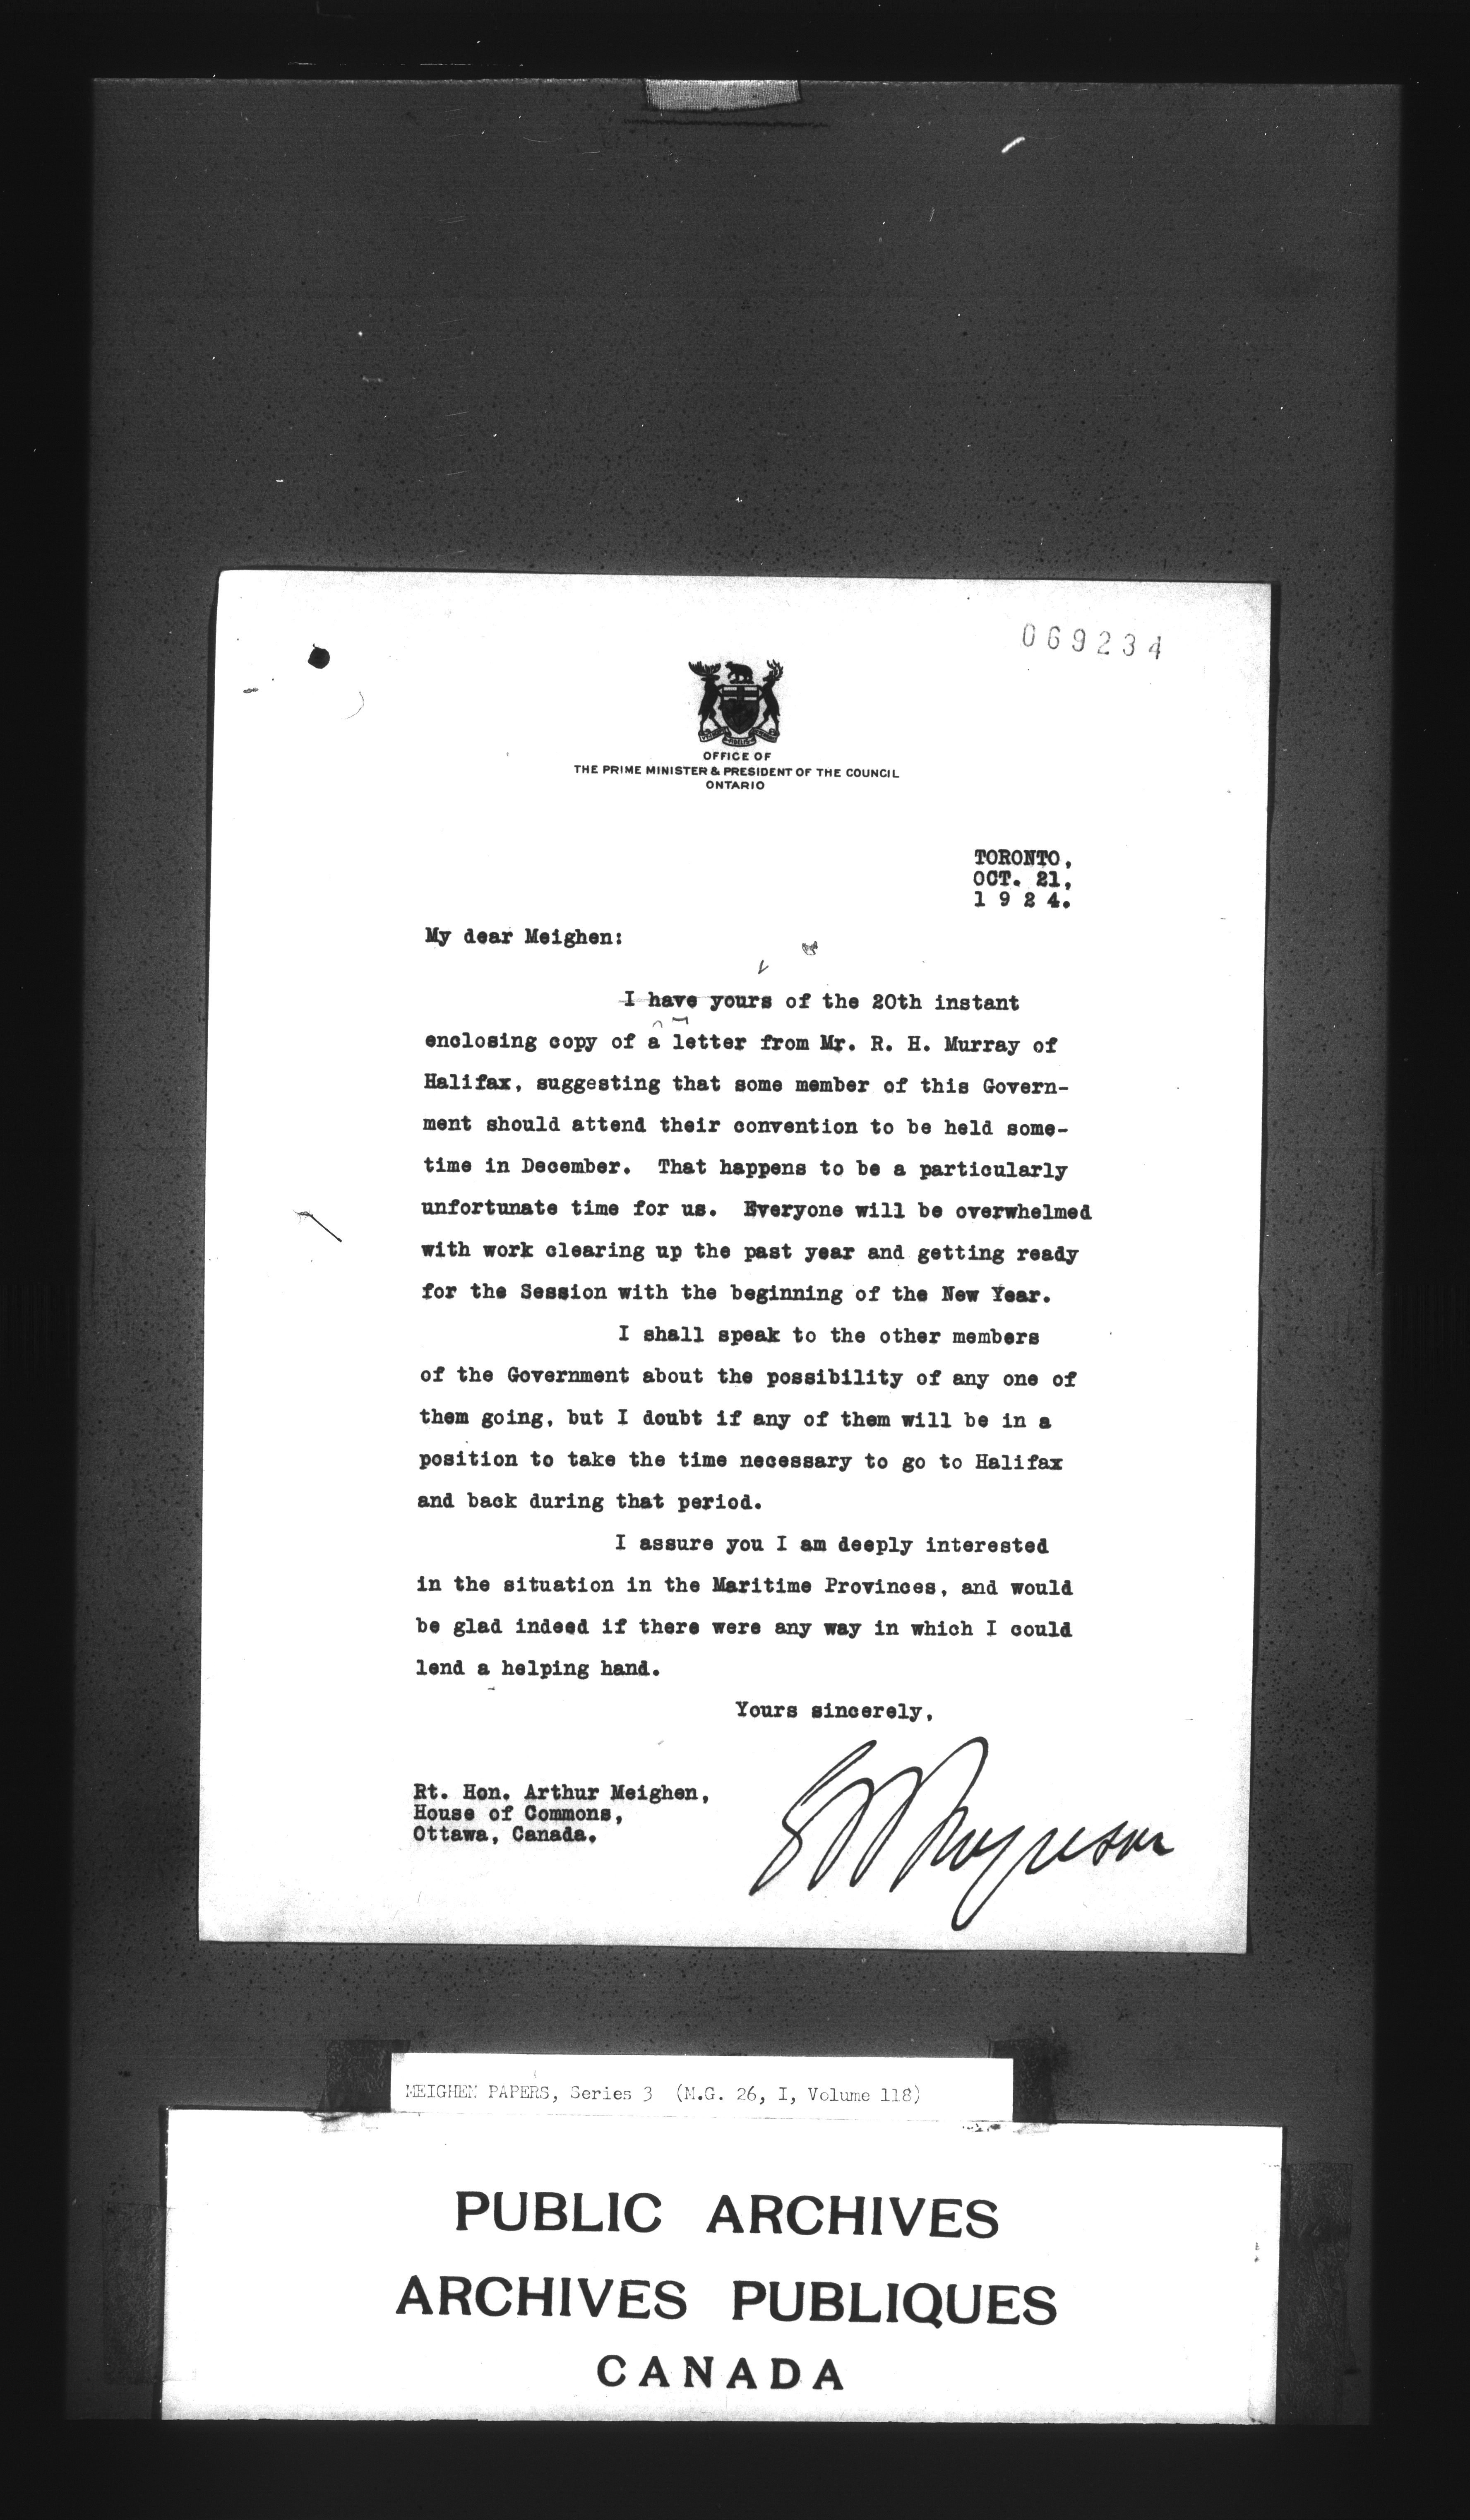 069234
OFFICE OF
THE PRIME MINISTER & PRESIDENT OF THE COUNCIL
ONTARIO
TORONTO,
OCT. 21,
1 9 2 4.
My dear Meighen:
I have yours of the 20th instant
enclosing copy of a letter from Mr. R. H. Murray of
Halifax, suggesting that some member of this Govern-
ment should attend their convention to be held some-
time in December. That happens to be a particularly
unfortunate time for us. Everyone will be overwhelmed
with work clearing up the past year and getting ready
for the Session with the beginning of the New Year.
I shall speak to the other members
of the Government about the possibility of any one of
them going, but I doubt if any of them will be in a
position to take the time necessary to go to Halifax
and back during that period.
I assure you I am deeply interested
in the situation in the Maritime Provinces, and would
be glad indeed if there were any way in which I could
lend a helping hand.
Yours sincerely,
Rt. Hon. Arthur Meighen,
House of Commons,
Ottawa, Canada.
MEIGHEN PAPERS, Series 3 (M.G. 26, I, Volume 118)
PUBLIC ARCHIVES
ARCHIVES PUBLIQUES
CANADA